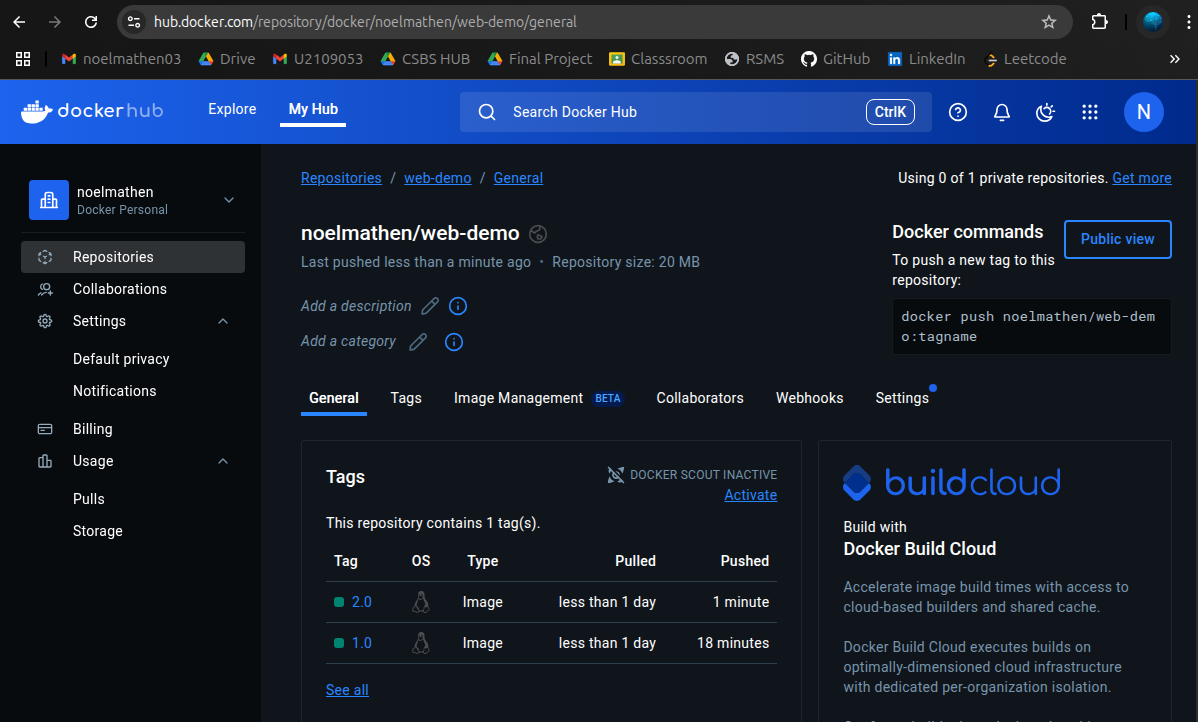 hub.docker.com/repository/docker/noelmathen/web-demo/general
noelmathen03 Drive U2109053 CSBS HUB Final Project Classsroom RSMS GitHub LinkedIn Leetcode »
dockerhub Explore My Hub Search Docker Hub CtrlK N
noelmathen
Docker Personal
Repositories
Collaborations
Settings
Default privacy
Notifications
Billing
Usage
Pulls
Storage
Repositories / web-demo / General
Using 0 of 1 private repositories. Get more
noelmathen/web-demo
Last pushed less than a minute ago · Repository size: 20 MB
Add a description
Add a category
Docker commands
Public view
To push a new tag to this
repository:
docker push noelmathen/web-dem
o:tagname
General Tags Image Management BETA Collaborators Webhooks Settings
Tags
DOCKER SCOUT INACTIVE
Activate
This repository contains 1 tag(s).
Tag OS Type Pulled Pushed
2.0 Image less than 1 day 1 minute
1.0 Image less than 1 day 18 minutes
See all
buildcloud
Build with
Docker Build Cloud
Accelerate image build times with access to
cloud-based builders and shared cache.
Docker Build Cloud executes builds on
optimally-dimensioned cloud infrastructure
with dedicated per-organization isolation.